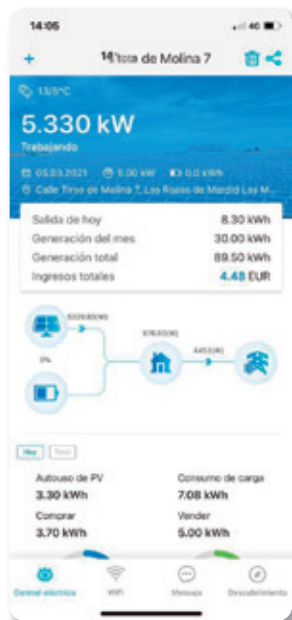 14:06
4G
de Molina 7
13/5°C
5.330 kW
Trabajando
05.03.2021 5.00 kW 0.0 kWh
Calle Tirso de Molina 7, Las Rozas de Madrid Las M...
Salida de hoy 8.30 kWh
Generación del mes 30.00 kWh
Generación total 89.50 kWh
Ingresos totales 4.48 EUR
0%
Hoy Total
Autouso de PV Consumo de carga
3.30 kWh 7.08 kWh
Comprar Vender
3.70 kWh 5.00 kWh
Central eléctrica WiFi Mensaje Descubrimiento